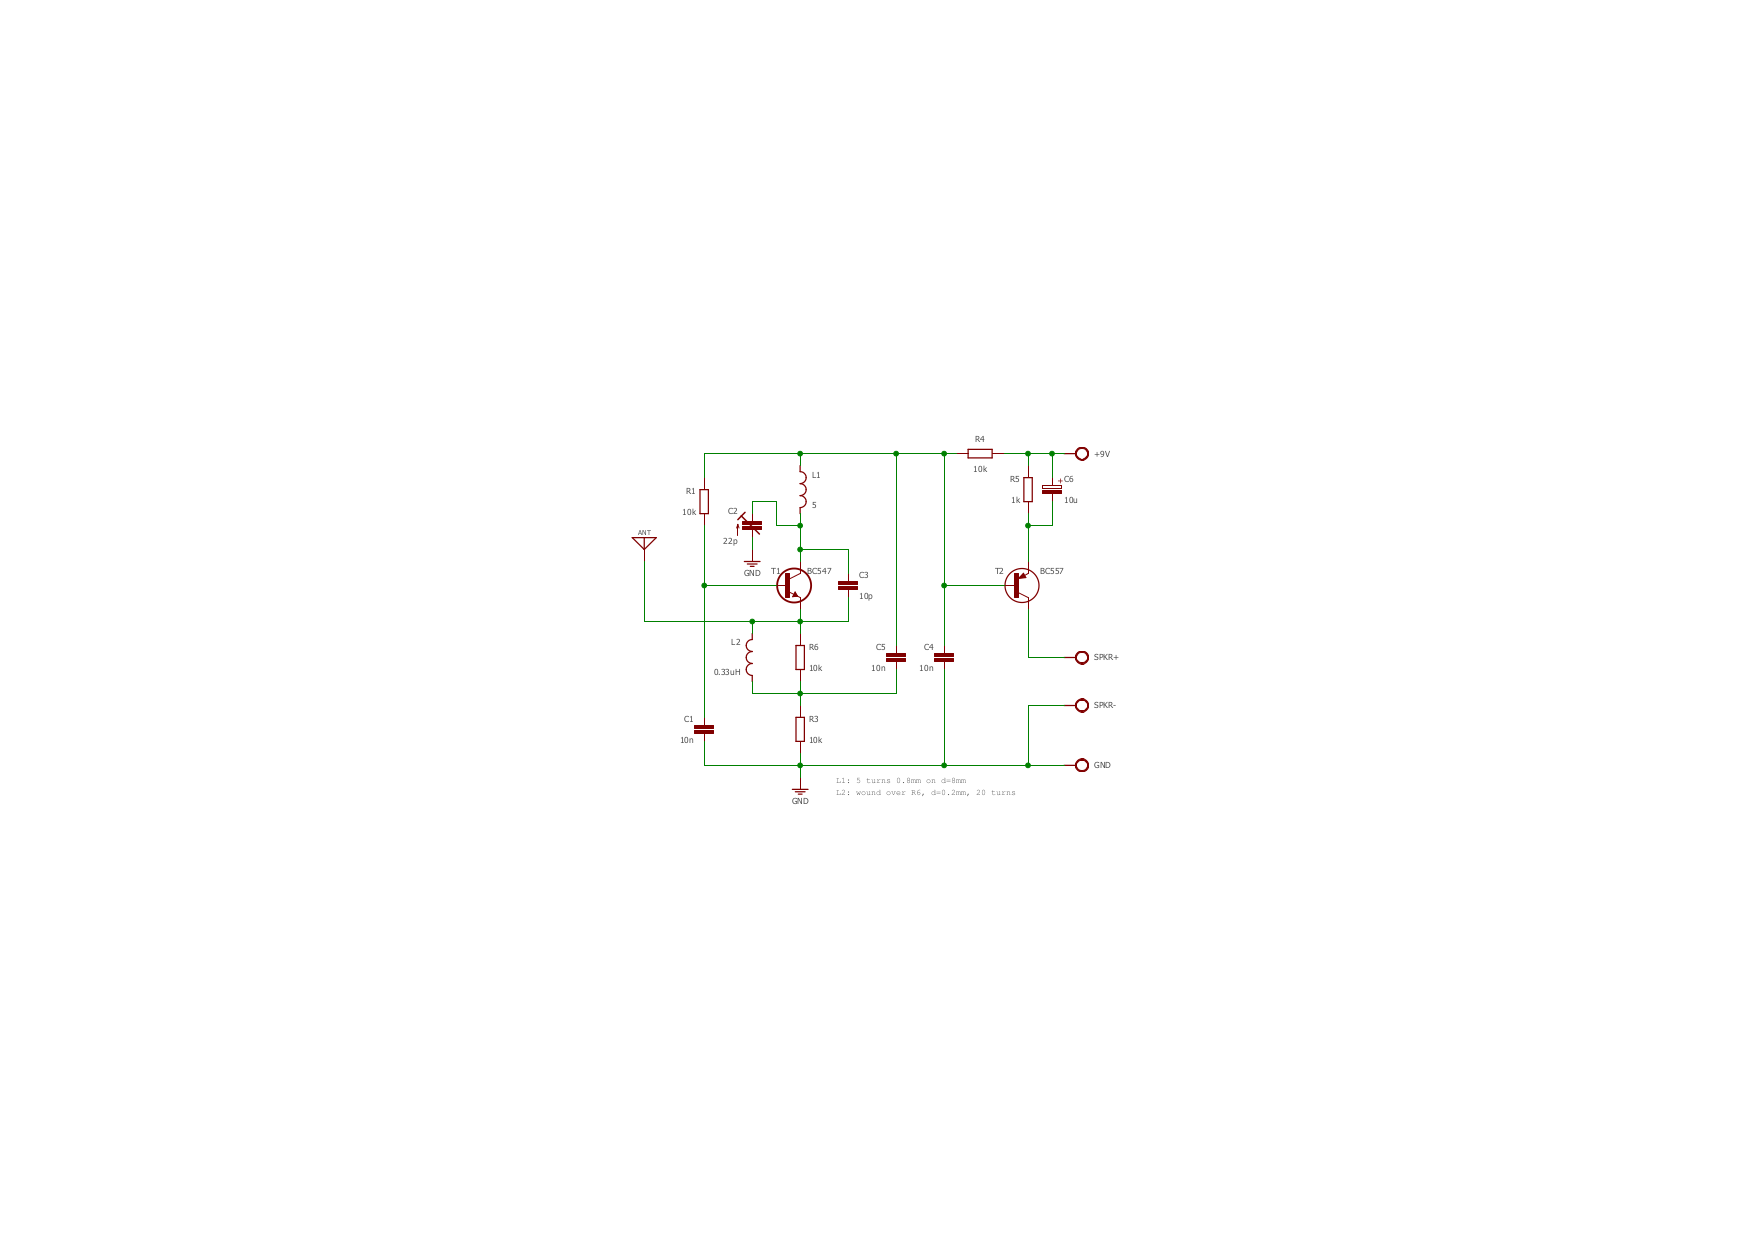 R4
+9V
10k
L1
R5
+
C6
R1
5
1k
10u
10k
C2
ANT
22p
GND
T1
BC547
C3
T2
BC557
10p
L2
R6
C5
C4
SPKR+
0.33uH
10k
10n
10n
SPKR-
C1
R3
10n
10k
GND
L1: 5 turns 0.8mm on d=8mm
L2: wound over R6, d=0.2mm, 20 turns
GND